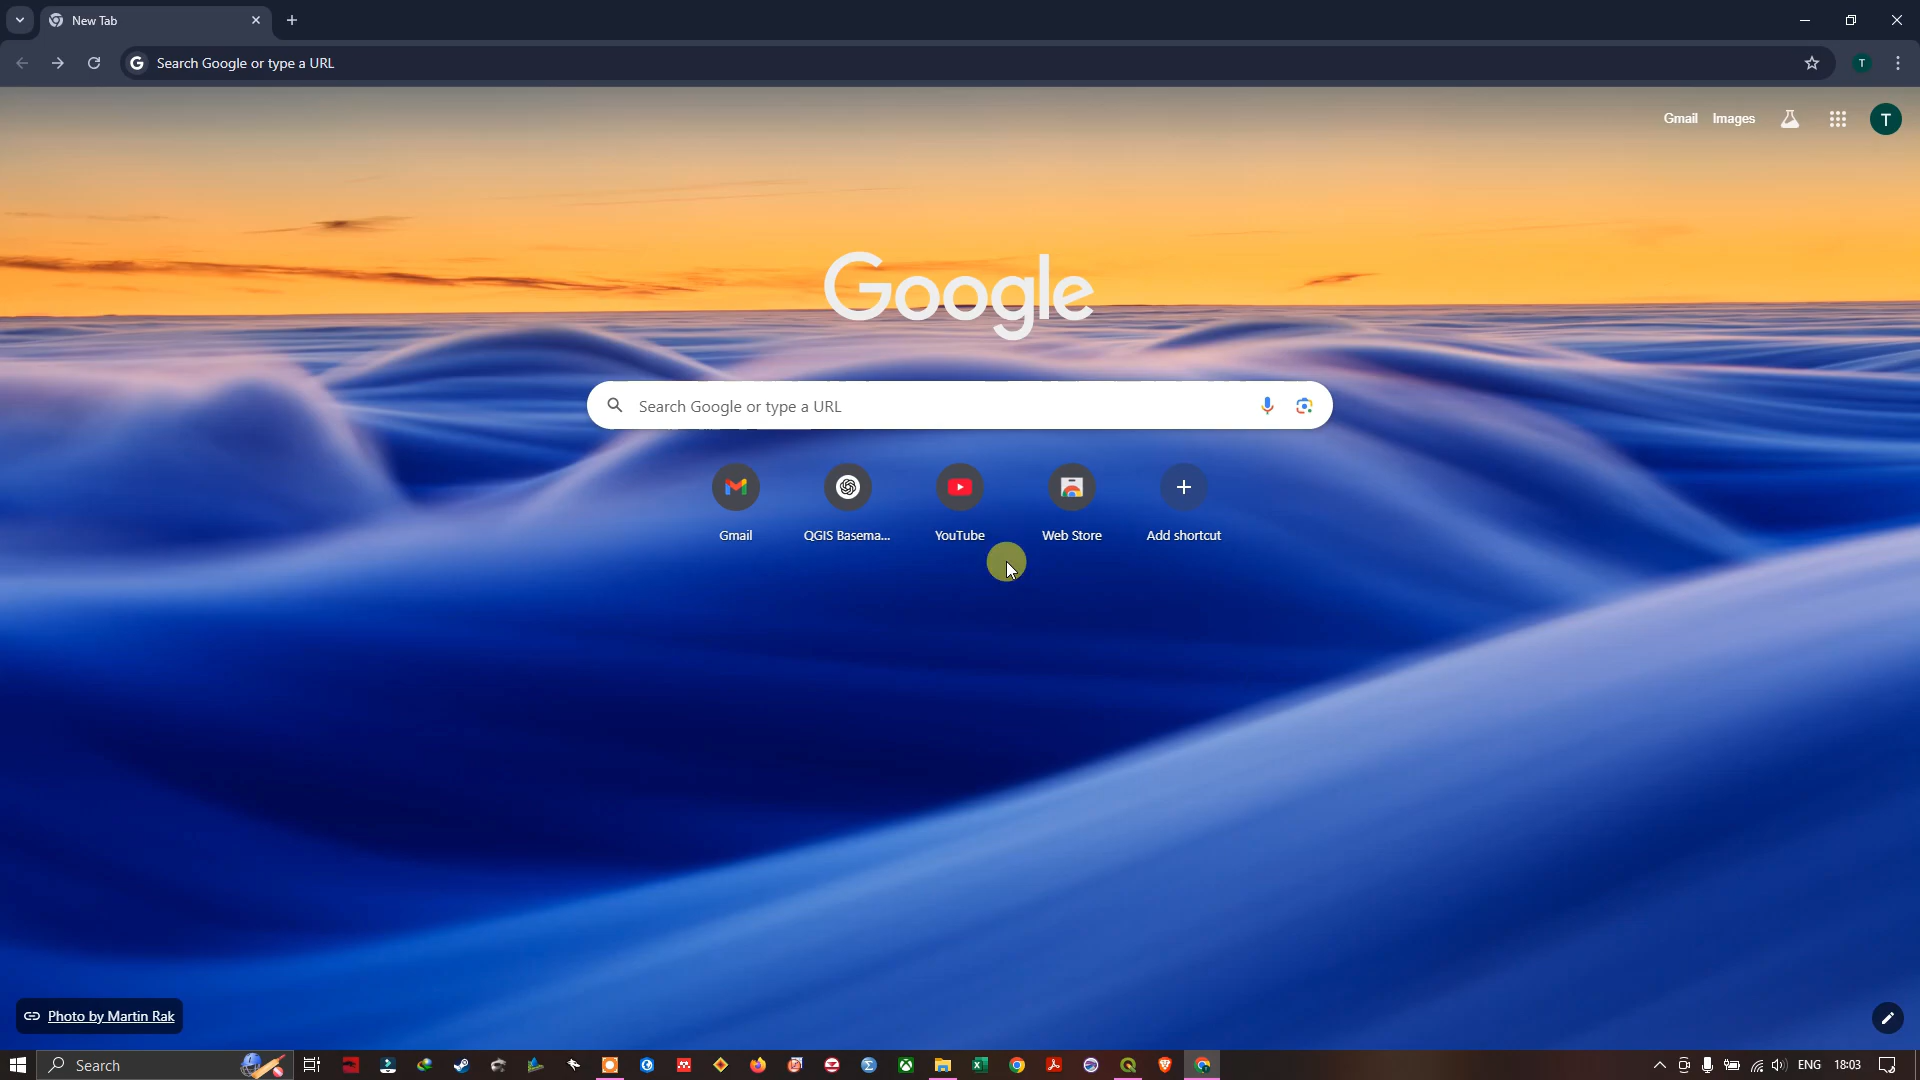 New Tab
Search Google or type a URL
T
Gmail Images
T
Google
Search Google or type a URL
Gmail
QGIS Basema...
YouTube
Web Store
Add shortcut
Photo by Martin Rak
Search
ENG 18:03